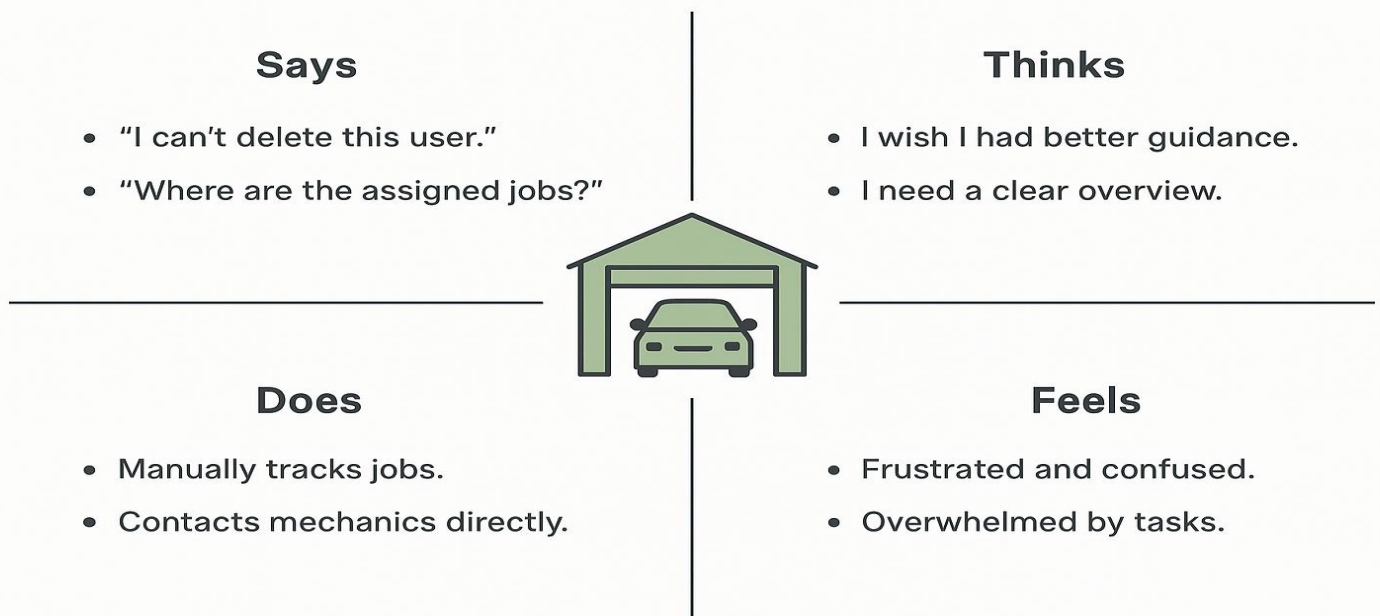 Says
• “I can’t delete this user.”
• “Where are the assigned jobs?”
Thinks
• I wish I had better guidance.
• I need a clear overview.
Does
• Manually tracks jobs.
• Contacts mechanics directly.
Feels
• Frustrated and confused.
• Overwhelmed by tasks.